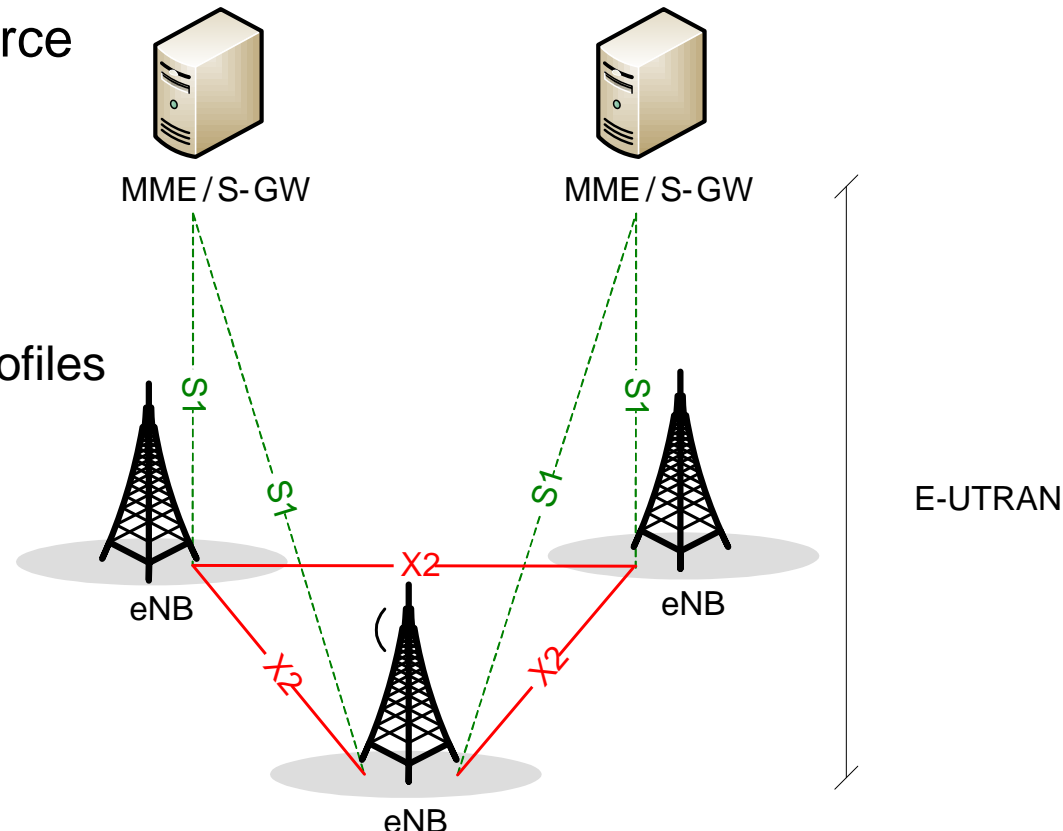 rce
MME / S- GW
MME / S- GW
ofiles
S1
S1
S1
S1
E-UTRAN
X2
eNB
eNB
X2
X2
eNB